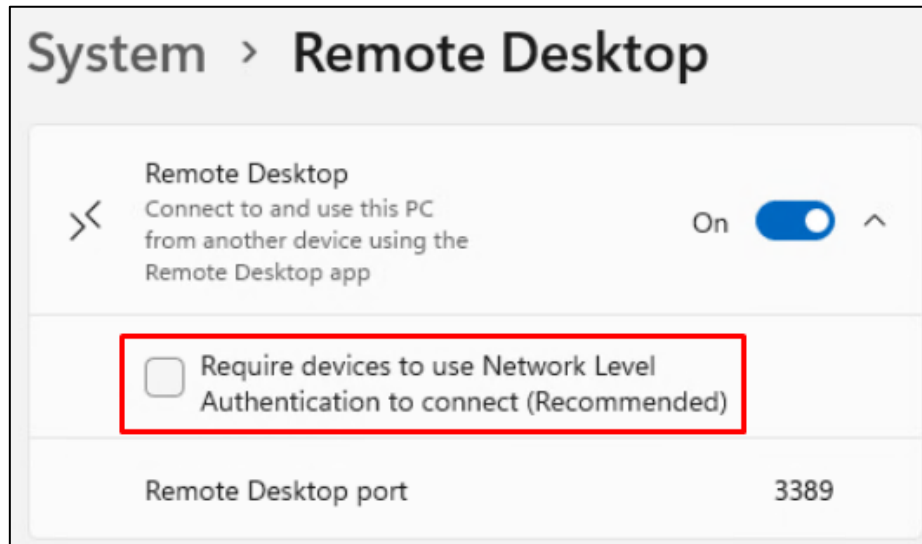 System > Remote Desktop
Remote Desktop
Connect to and use this PC
from another device using the
Remote Desktop app
On
Require devices to use Network Level
Authentication to connect (Recommended)
Remote Desktop port 3389